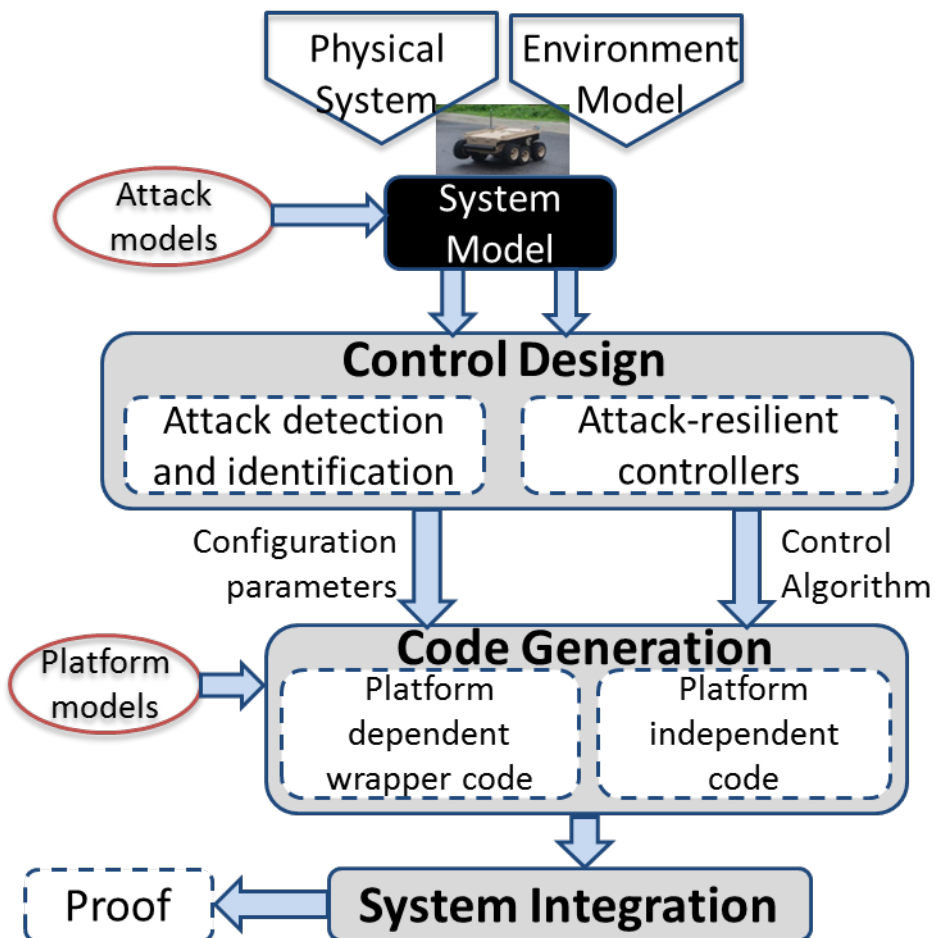 Physical
System
Environment
Model
Attack
models
System
Model
Control Design
Attack detection
and identification
Attack-resilient
controllers
Configuration
parameters
Control
Algorithm
Code Generation
Platform
models
Platform
dependent
wrapper code
Platform
independent
code
Proof
System Integration